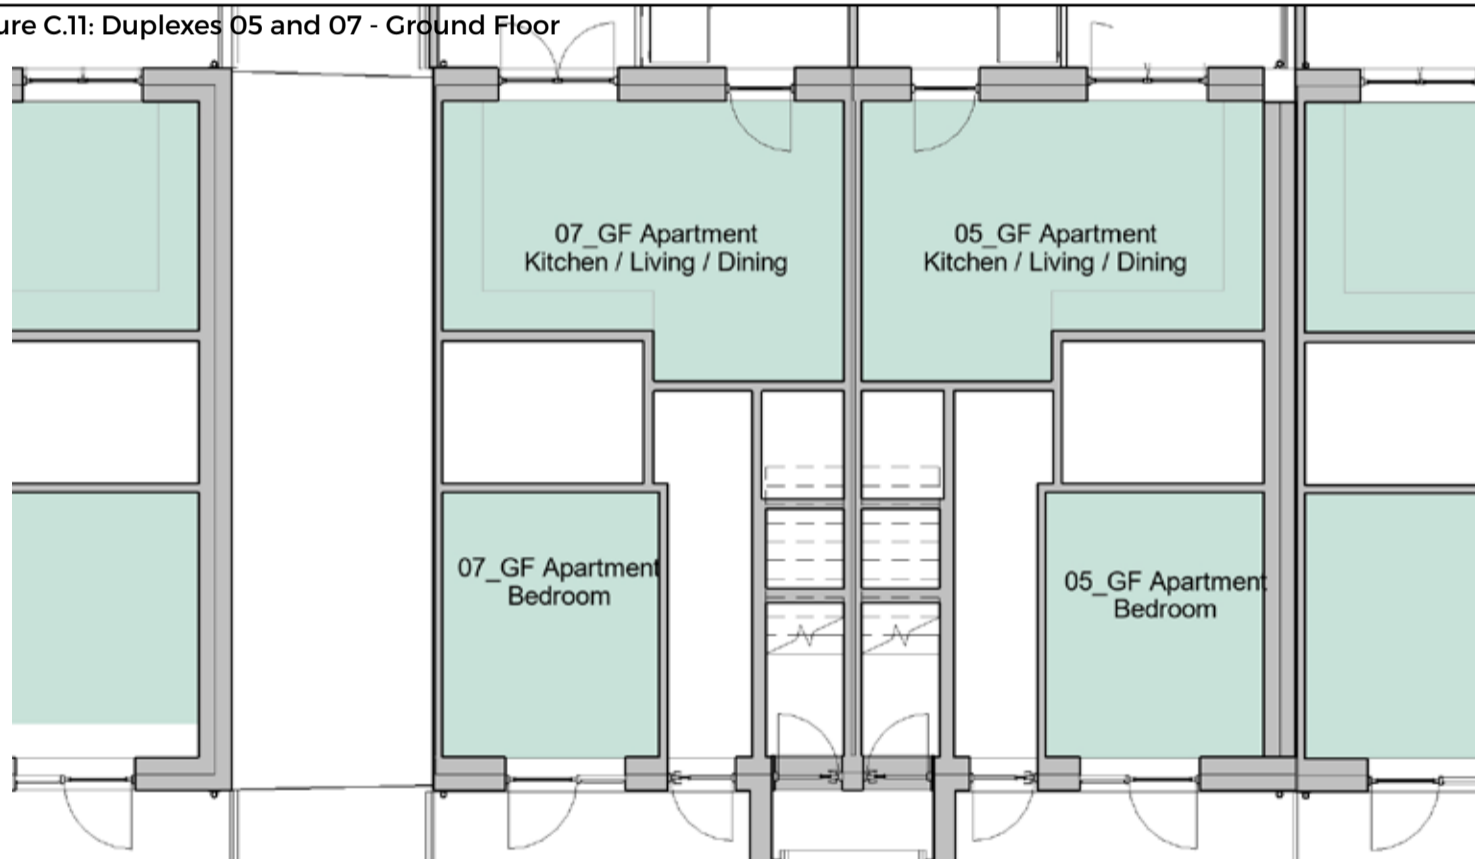 ure C.11: Duplexes 05 and 07 - Ground Floor
07_GF Apartment
Kitchen / Living / Dining
05_GF Apartment
Kitchen / Living / Dining
07_GF Apartment
Bedroom
05_GF Apartment
Bedroom